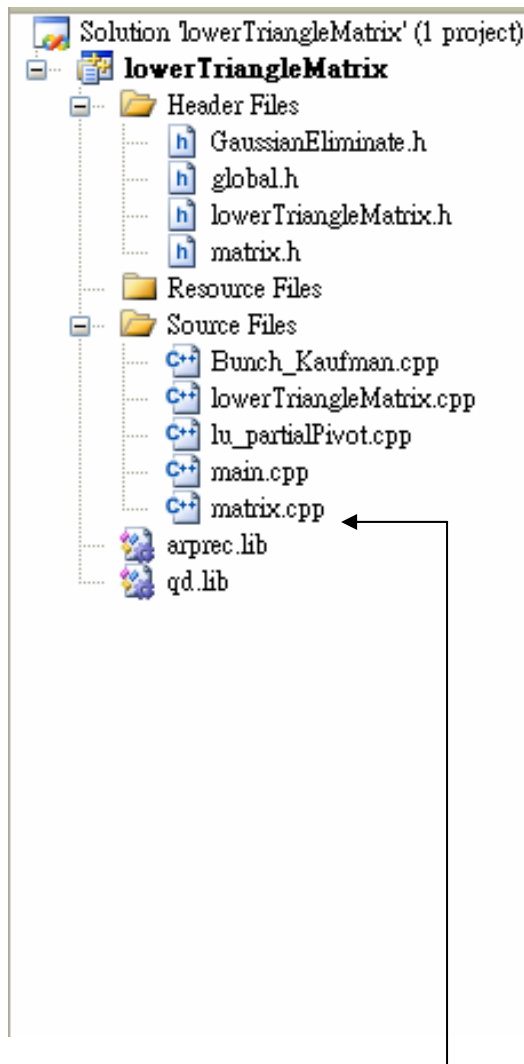 Solution 'lowerTriangleMatrix' (1 project)
lowerTriangleMatrix
Header Files
h GaussianEliminate.h
h global.h
h lowerTriangleMatrix.h
h matrix.h
Resource Files
Source Files
C++ Bunch_Kaufman.cpp
C++ lowerTriangleMatrix.cpp
C++ lu_partialPivot.cpp
C++ main.cpp
C++ matrix.cpp
arprec.lib
qd.lib